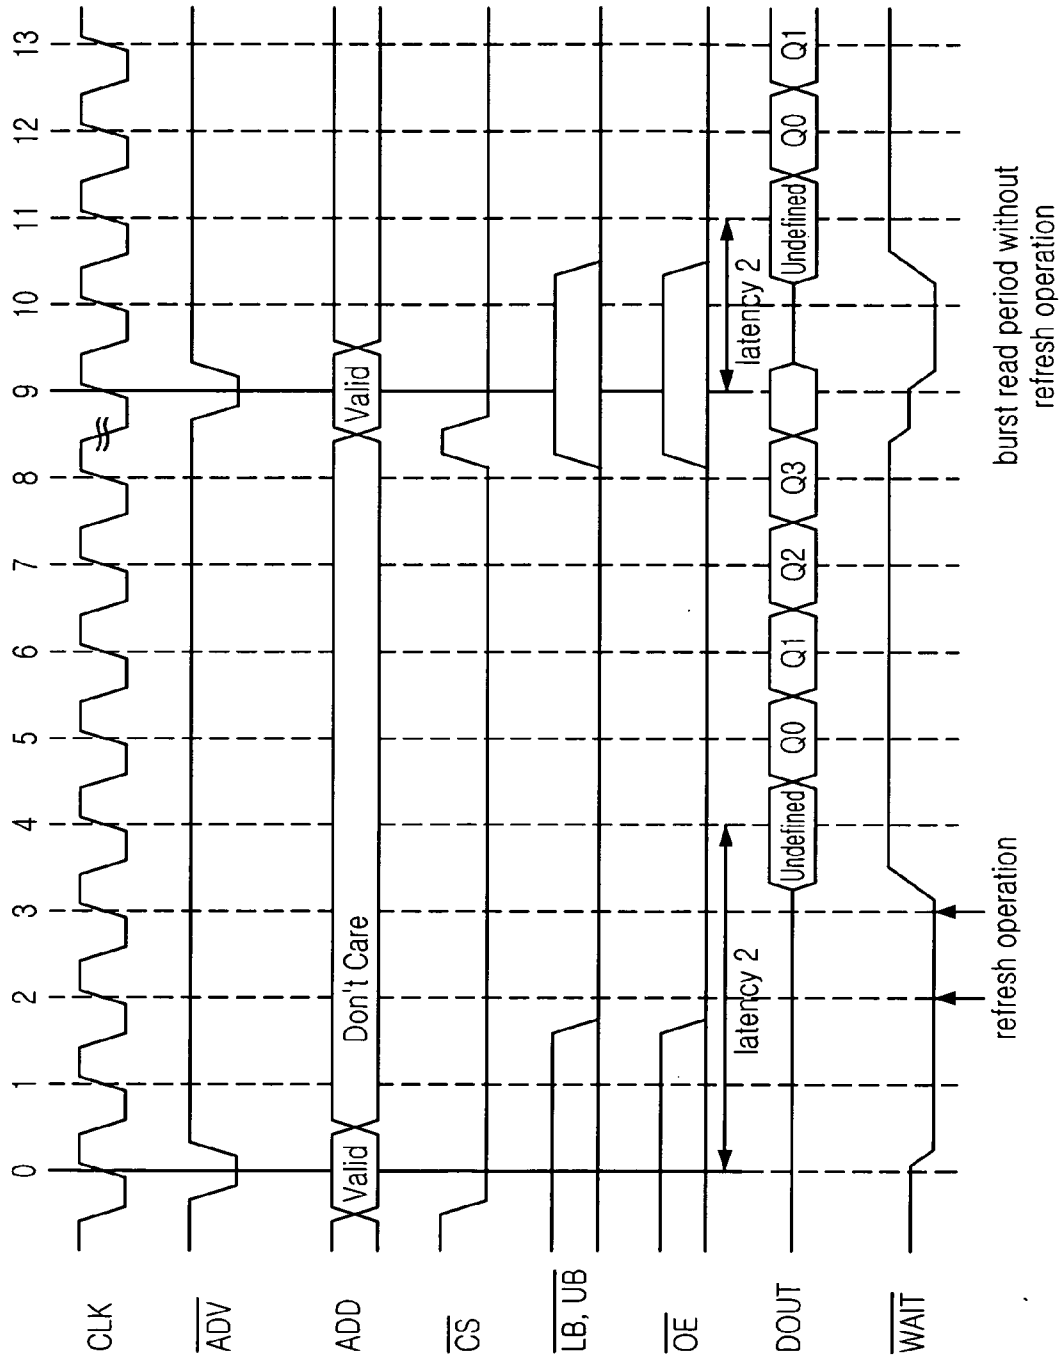 0 1 2 3 4 5 6 7 8 9 10 11 12 13
CLK
ADV
ADD Valid Don't Care Valid
CS
LB, UB
OE
latency 2 latency 2
DOUT Undefined Q0 Q1 Q2 Q3 Undefined Q0 Q1
WAIT
refresh operation
burst read period without
refresh operation